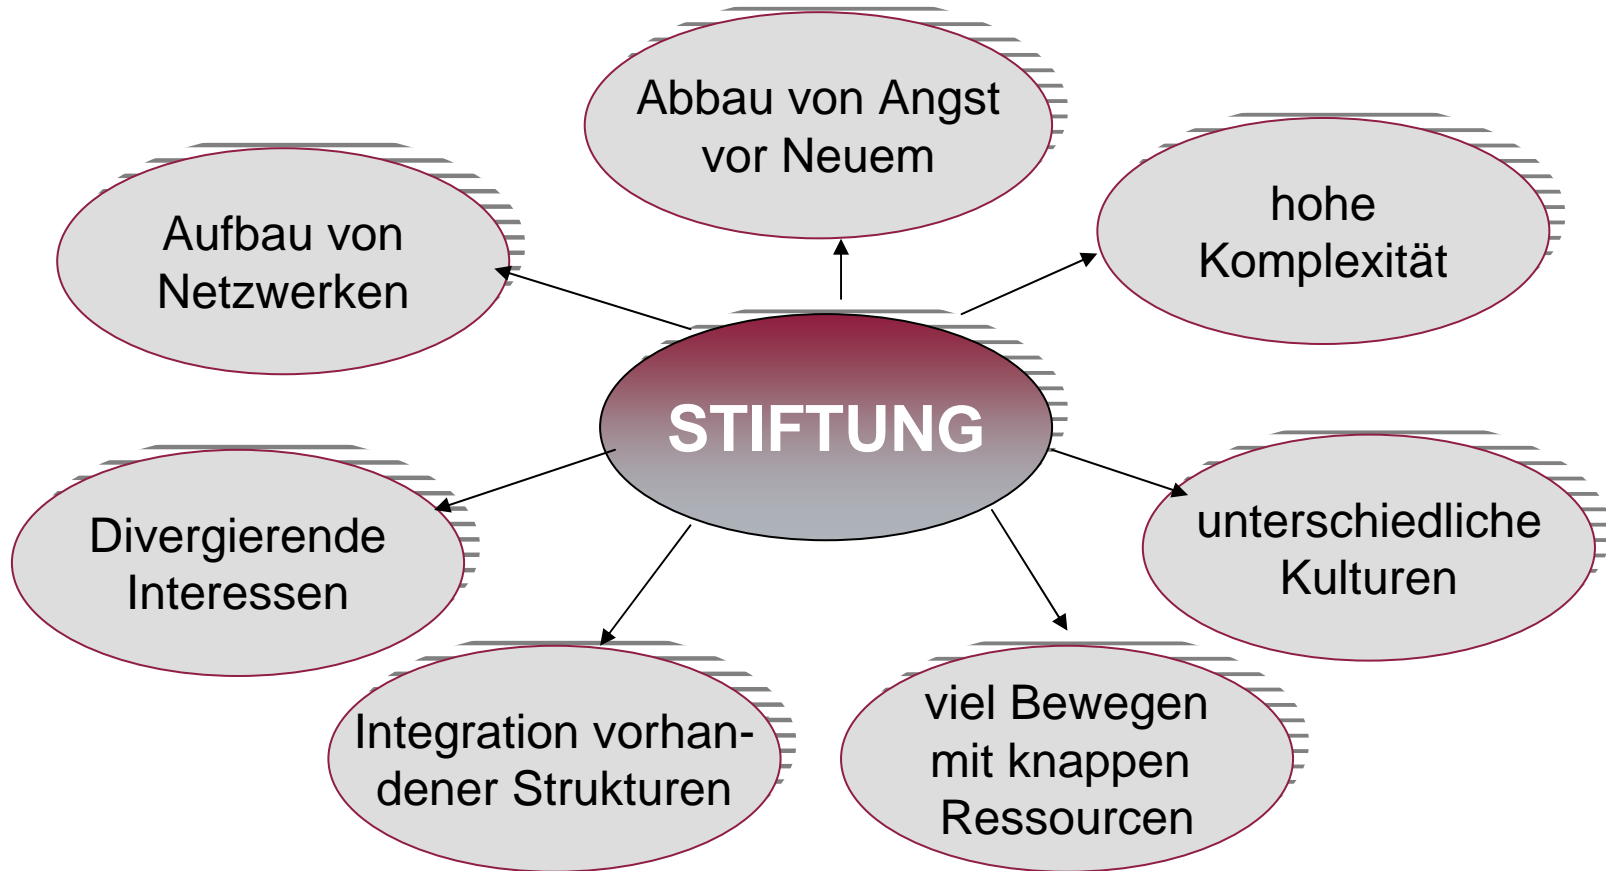 Abbau von Angst
vor Neuem
hohe
Komplexität
Aufbau von
Netzwerken
STIFTUNG
unterschiedliche
Kulturen
Divergierende
Interessen
viel Bewegen
mit knappen
Ressourcen
Integration vorhan-
dener Strukturen